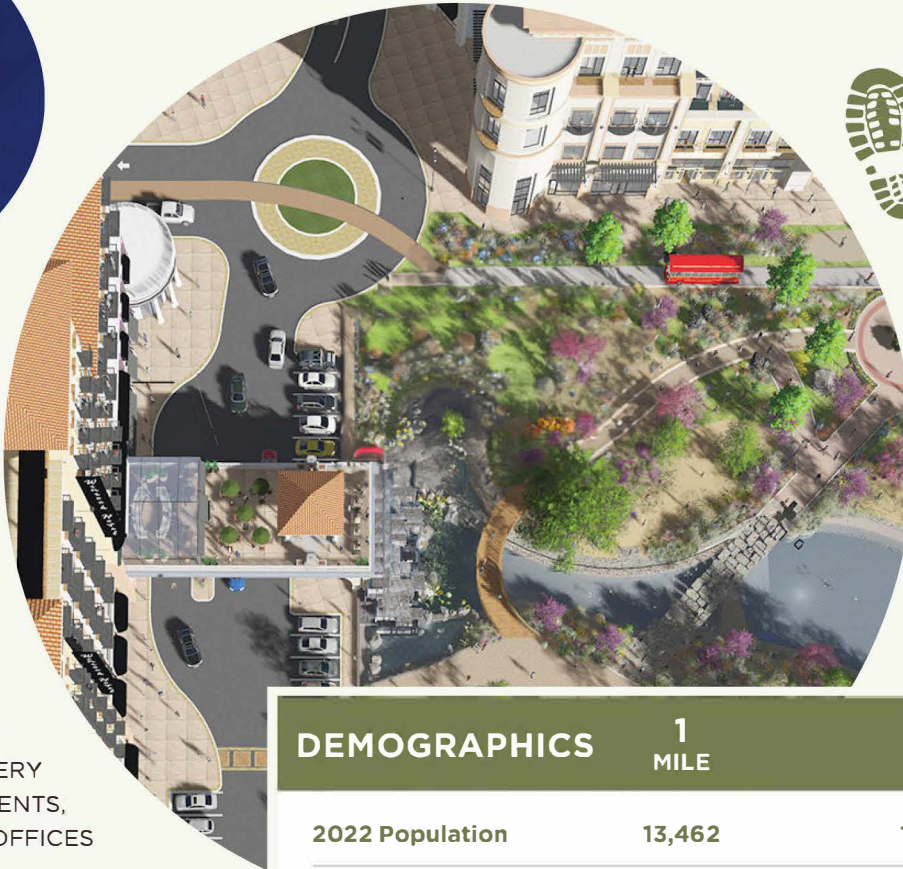 ERY
ENTS,
OFFICES
DEMOGRAPHICS
1
MILE
2022 Population
13,462